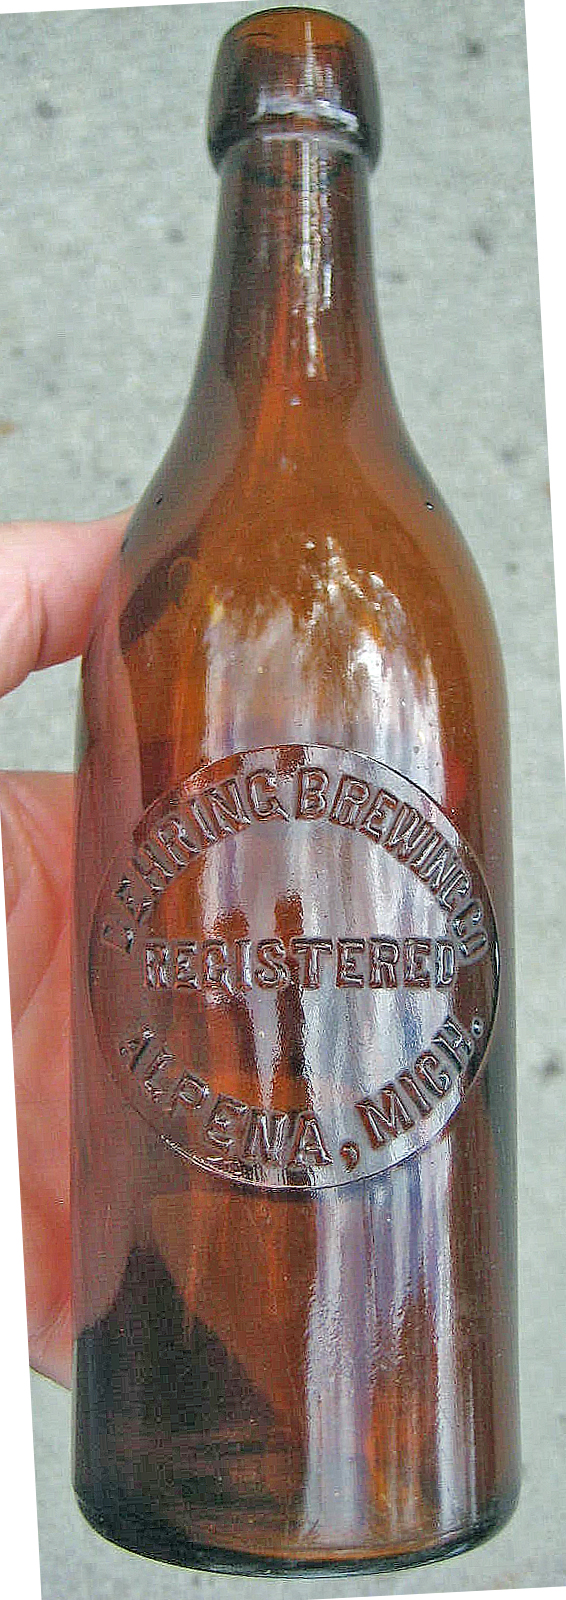 BEHRING BREWING CO
REGISTERED
ALPENA, MICH.